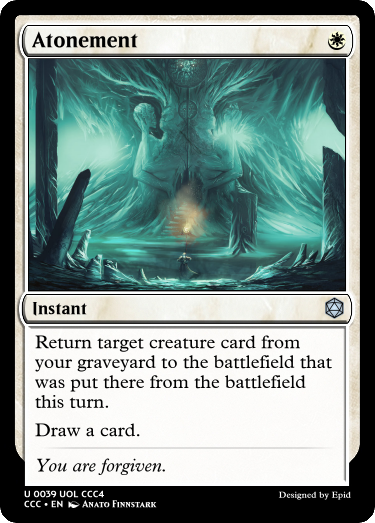 Atonement
Instant
Return target creature card from
your graveyard to the battlefield that
was put there from the battlefield
this turn.
Draw a card.
You are forgiven.
U 0039 UOL CCC4
CCC • EN Anato Finnstark
Designed by Epid